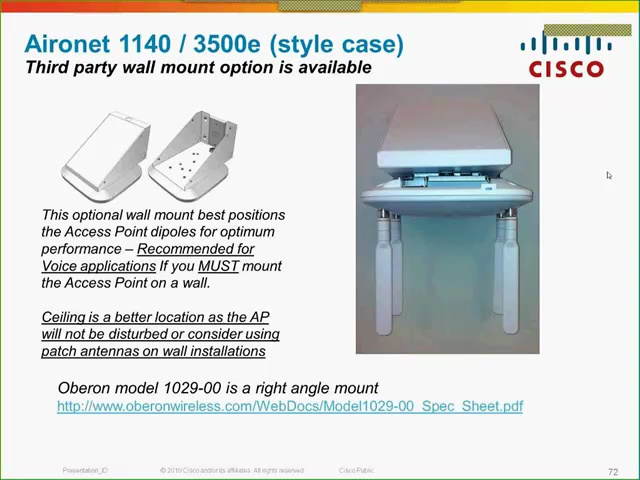 Aironet 1140 / 3500e (style case)
Third party wall mount option is available
CISCO
This optional wall mount best positions
the Access Point dipoles for optimum
performance – Recommended for
Voice applications If you MUST mount
the Access Point on a wall.
Ceiling is a better location as the AP
will not be disturbed or consider using
patch antennas on wall installations
Oberon model 1029-00 is a right angle mount
http://www.oberonwireless.com/WebDocs/Model1029-00_Spec_Sheet.pdf
Presentation_ID
© 2010 Cisco and/or its affiliates. All rights reserved.
Cisco Public
72